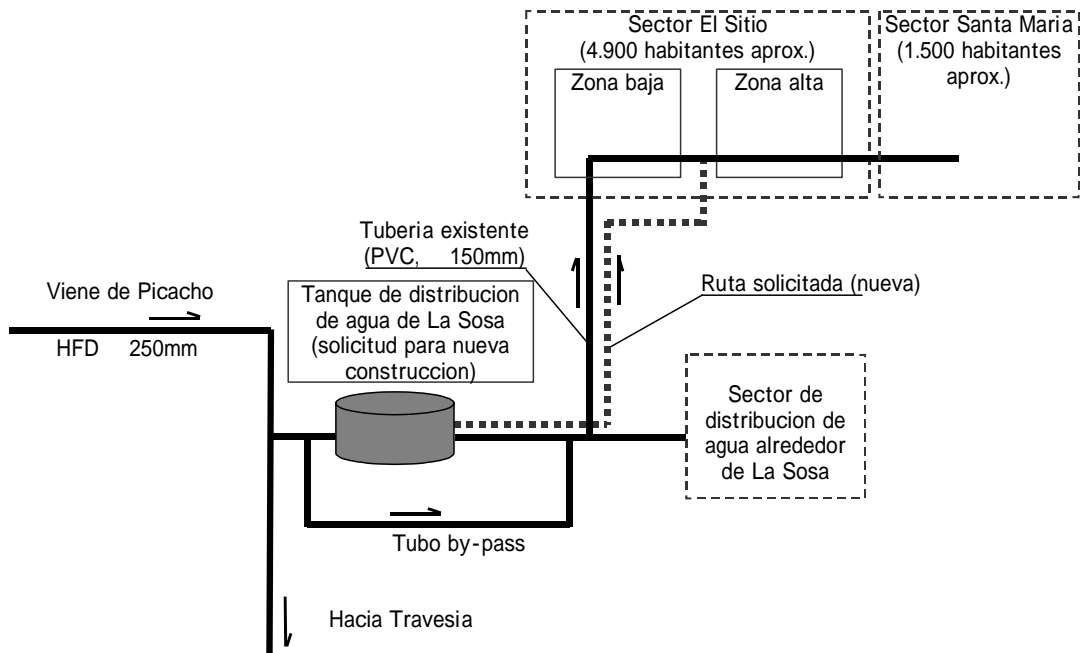 Sector El Sitio
(4.900 habitantes aprox.)
Zona baja
Zona alta
Sector Santa Maria
(1.500 habitantes
aprox.)
Tuberia existente
(PVC, 150mm)
Ruta solicitada (nueva)
Viene de Picacho
HFD 250mm
Tanque de distribucion
de agua de La Sosa
(solicitud para nueva
construccion)
Sector de
distribucion de
agua alrededor
de La Sosa
Tubo by-pass
Hacia Travesia